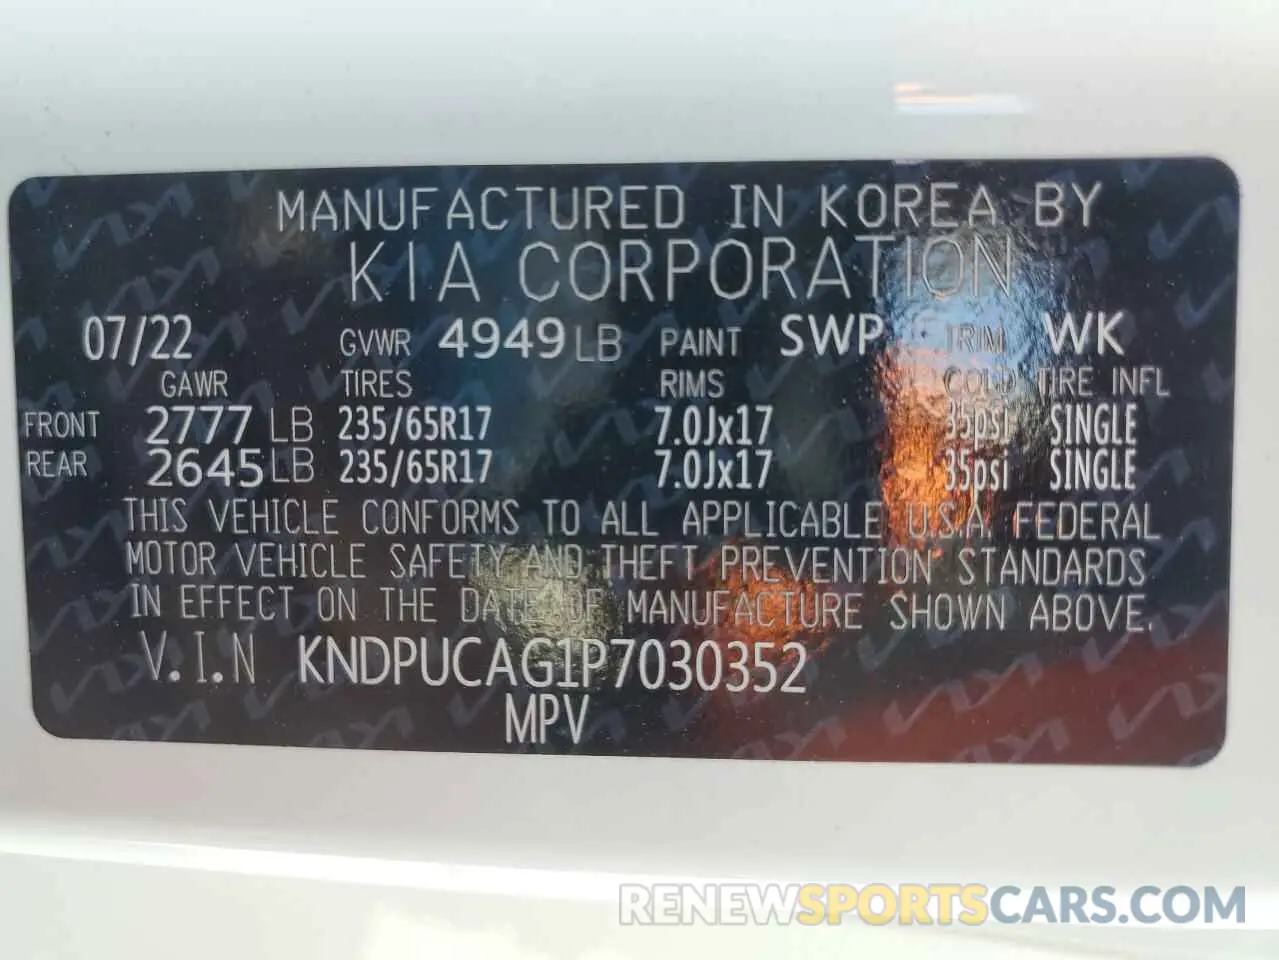 MANUFACTURED IN KOREA BY
KIA CORPORATION
07/22 GVWR 4949 LB PAINT SWP TRIM WK
GAWR TIRES RIMS COLD TIRE INFL
FRONT 2777 LB 235/65R17 7.0Jx17 35psi SINGLE
REAR 2645 LB 235/65R17 7.0Jx17 35psi SINGLE
THIS VEHICLE CONFORMS TO ALL APPLICABLE U.S.A. FEDERAL
MOTOR VEHICLE SAFETY AND THEFT PREVENTION STANDARDS
IN EFFECT ON THE DATE OF MANUFACTURE SHOWN ABOVE.
V.I.N KNDPUCAG1P7030352
MPV
RENEWSPORTSCARS.COM